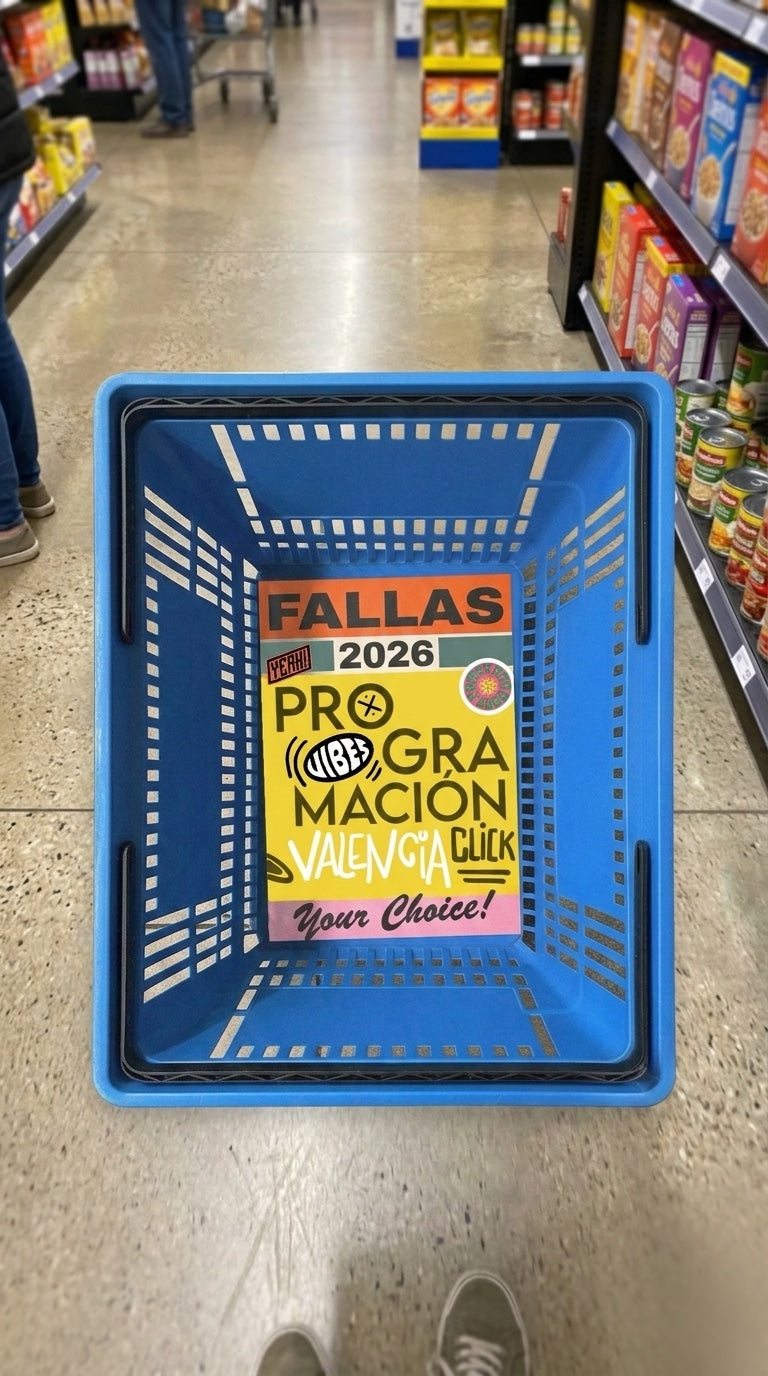 FALLAS
2026
YEAH!
PRO
VIBES
GRA
MACIÓN
VALENCIA CLICK
Your Choice!